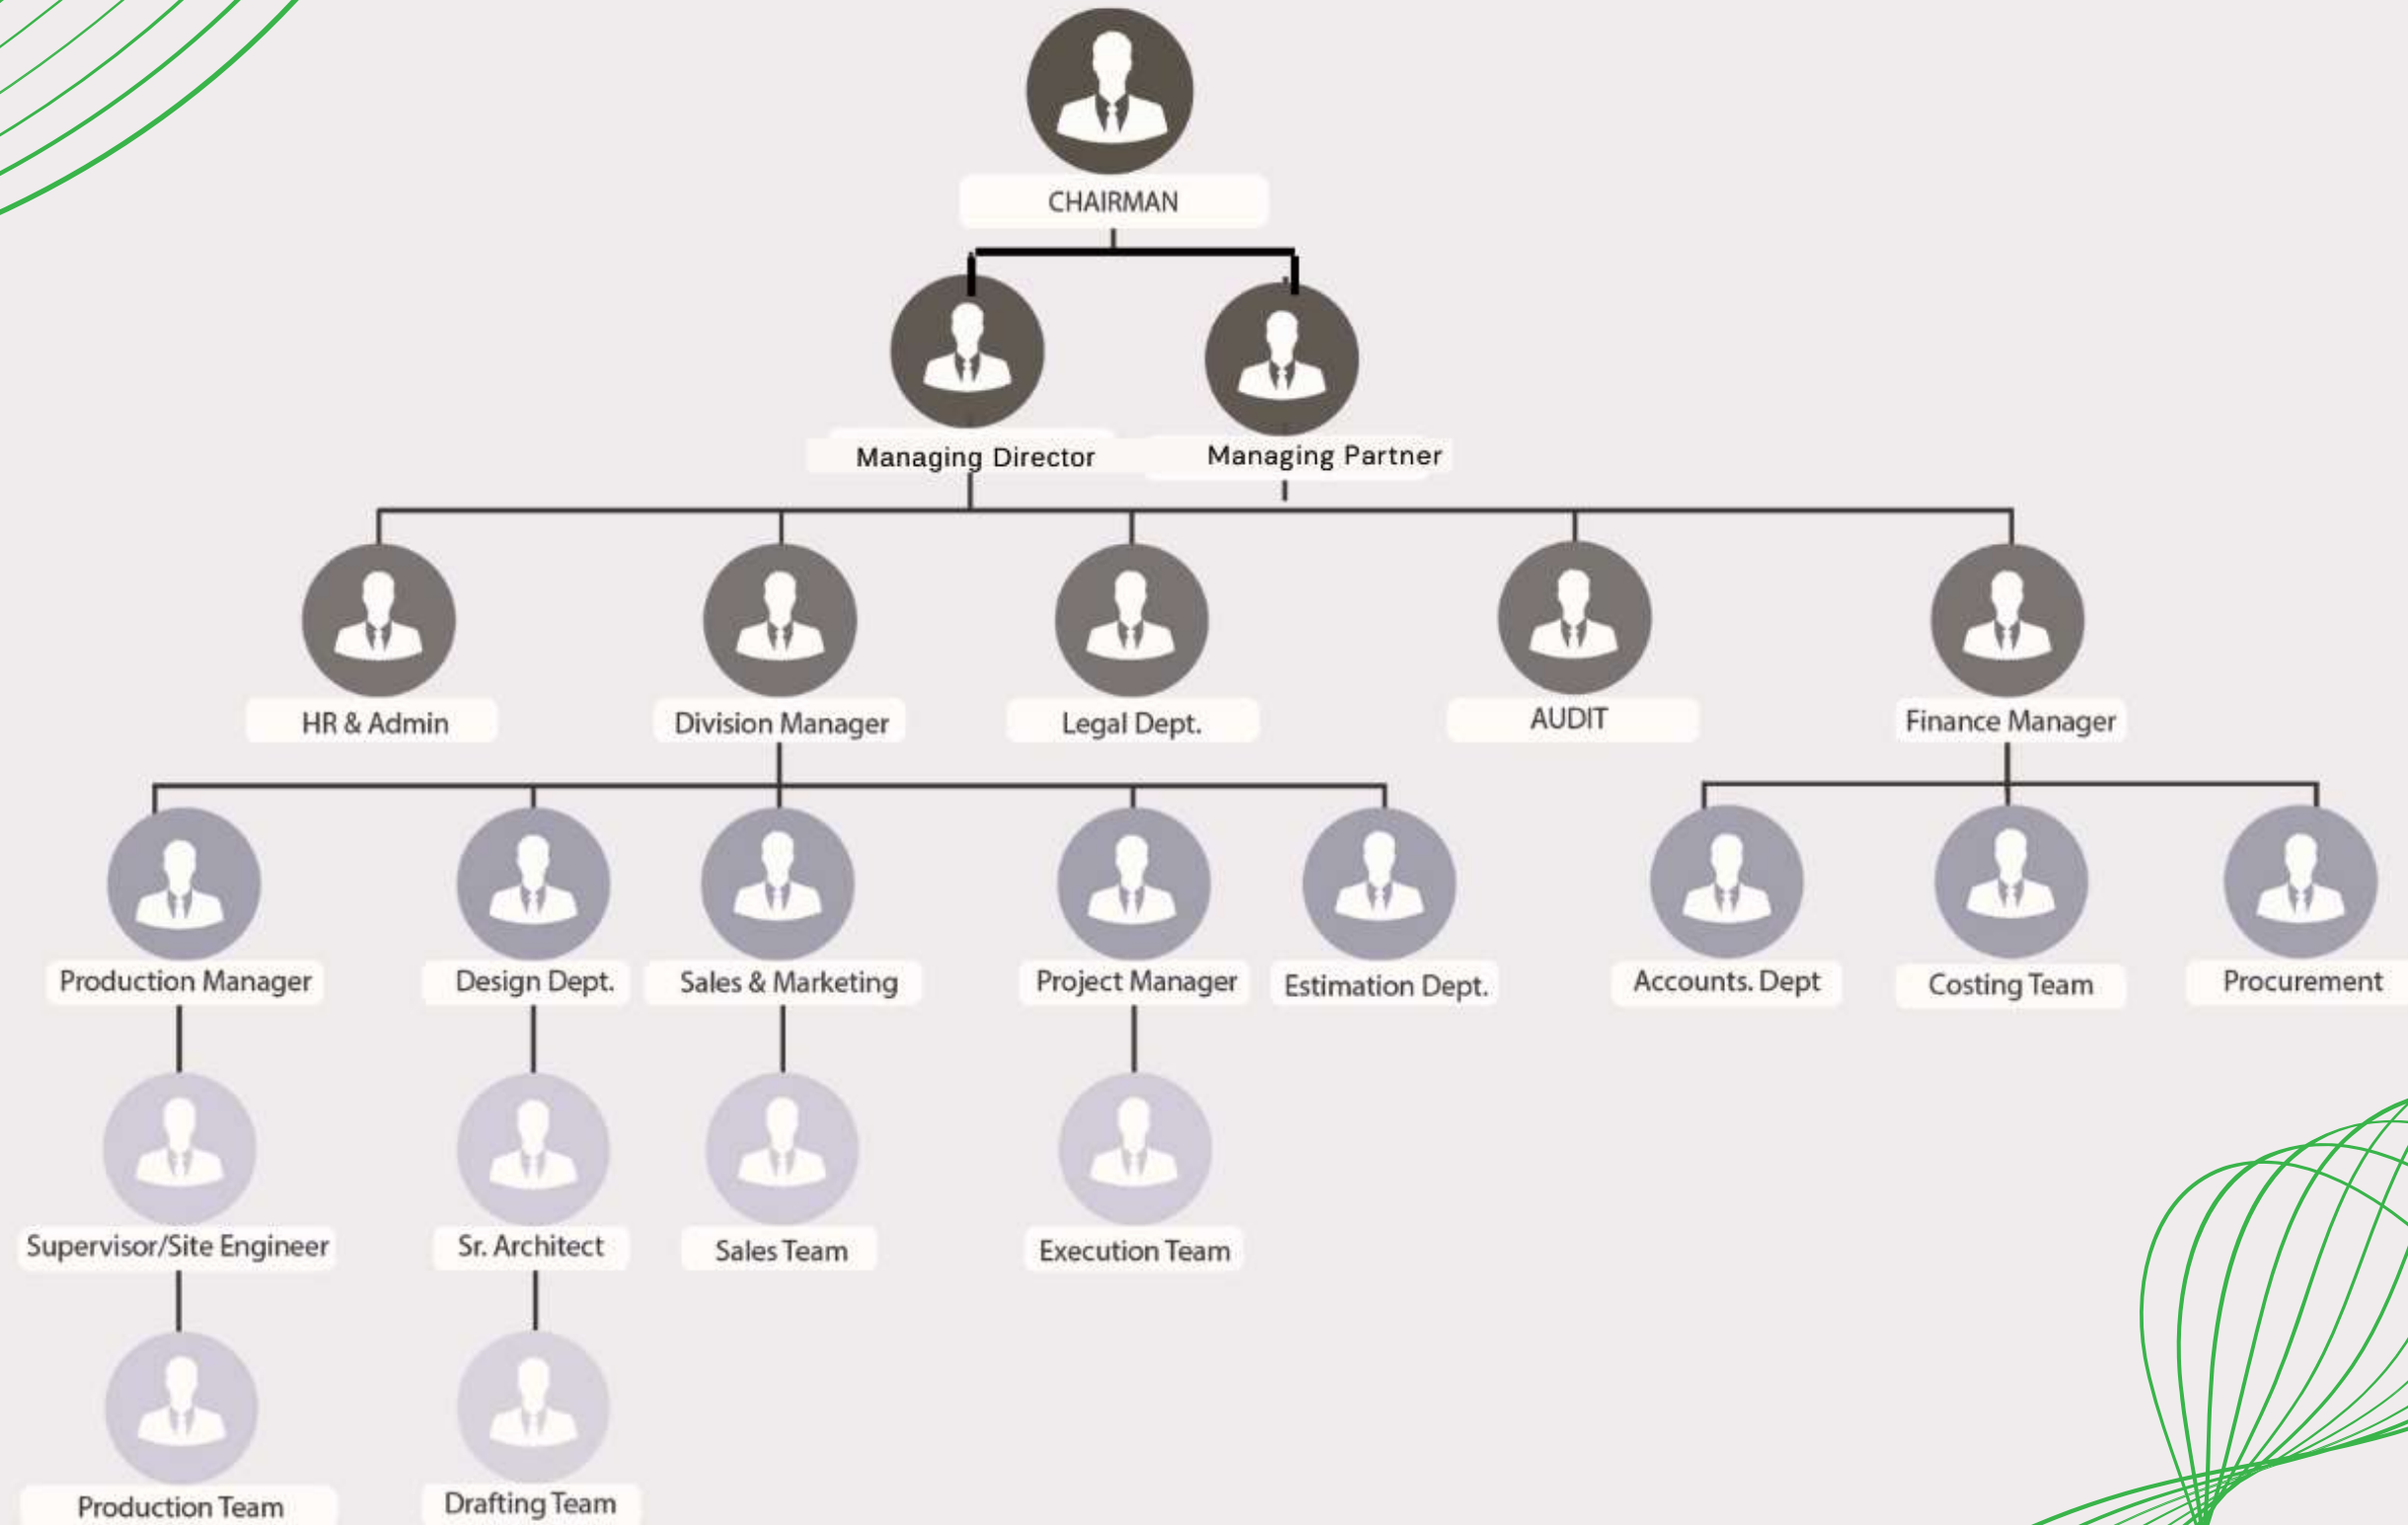 CHAIRMAN
Managing Director
Managing Partner
HR & Admin
Division Manager
Legal Dept.
AUDIT
Finance Manager
Production Manager
Design Dept.
Sales & Marketing
Project Manager
Estimation Dept.
Accounts. Dept
Costing Team
Procurement
Supervisor/Site Engineer
Sr. Architect
Sales Team
Execution Team
Production Team
Drafting Team